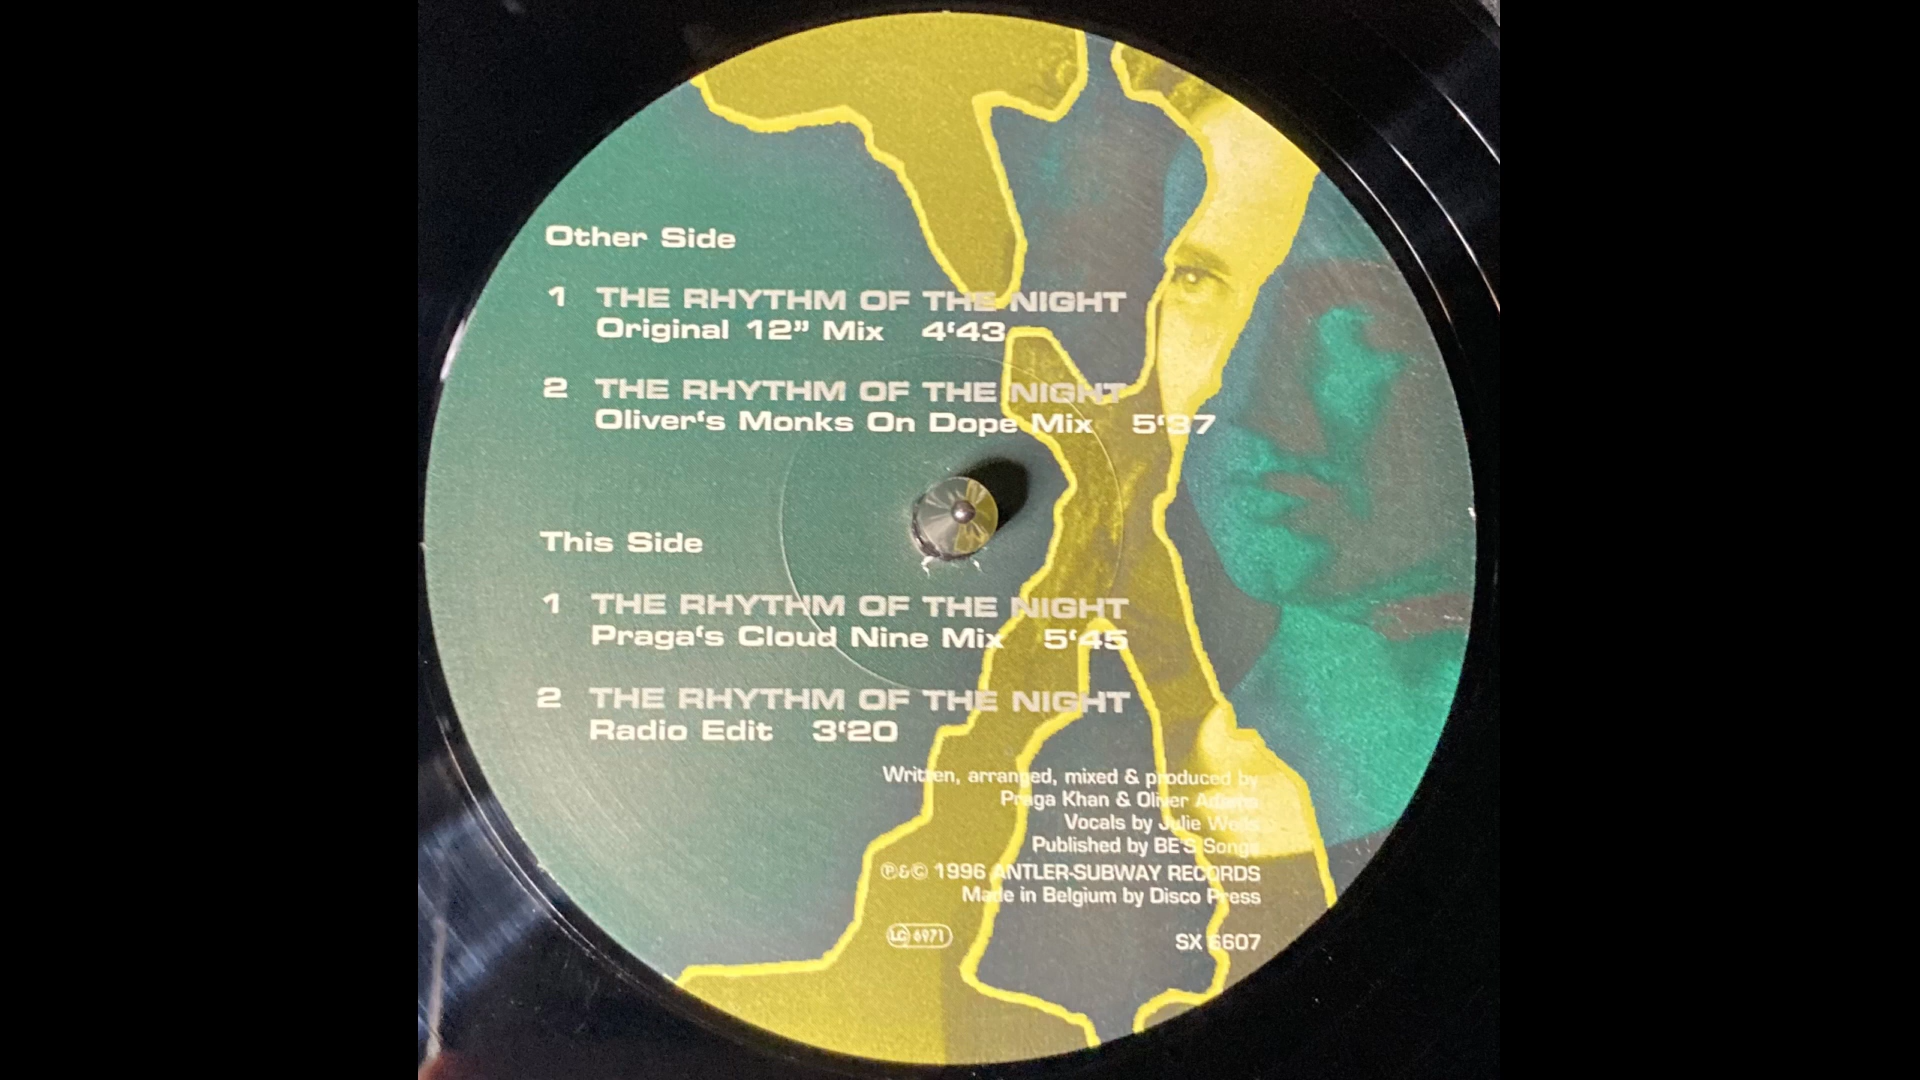 Other Side
1 THE RHYTHM OF THE NIGHT
Original 12” Mix 4‘43
2 THE RHYTHM OF THE NIGHT
Oliver‘s Monks On Dope Mix 5‘37
This Side
1 THE RHYTHM OF THE NIGHT
Praga‘s Cloud Nine Mix 5‘45
2 THE RHYTHM OF THE NIGHT
Radio Edit 3‘20
Written, arranged, mixed & produced by
Praga Khan & Oliver Adams
Vocals by Julie Wells
Published by BE'S Songs
℗&© 1996 ANTLER-SUBWAY RECORDS
Made in Belgium by Disco Press
LC 6971
SX 6607